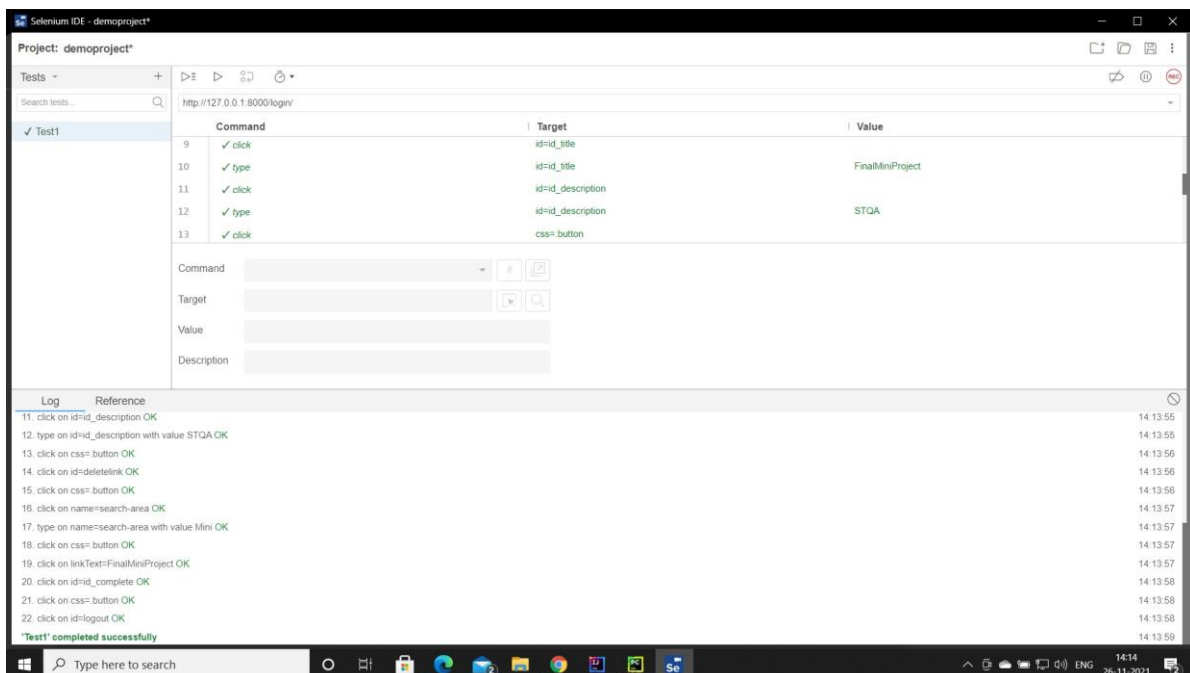 Selenium IDE - demoproject*
Project: demoproject*
Tests
Search tests...
http://127.0.0.1:8000/login/
✓ Test1
Command Target Value
9 ✓ click id=id_title
10 ✓ type id=id_title FinalMiniProject
11 ✓ click id=id_description
12 ✓ type id=id_description STQA
13 ✓ click css=.button
Command
Target
Value
Description
Log Reference
11. click on id=id_description OK 14:13:55
12. type on id=id_description with value STQA OK 14:13:55
13. click on css=.button OK 14:13:56
14. click on id=deletelink OK 14:13:56
15. click on css=.button OK 14:13:56
16. click on name=search-area OK 14:13:57
17. type on name=search-area with value Mini OK 14:13:57
18. click on css=.button OK 14:13:57
19. click on linkText=FinalMiniProject OK 14:13:57
20. click on id=id_complete OK 14:13:58
21. click on css=.button OK 14:13:58
22. click on id=logout OK 14:13:58
'Test1' completed successfully 14:13:59
Type here to search
ENG
14:14
26-11-2021